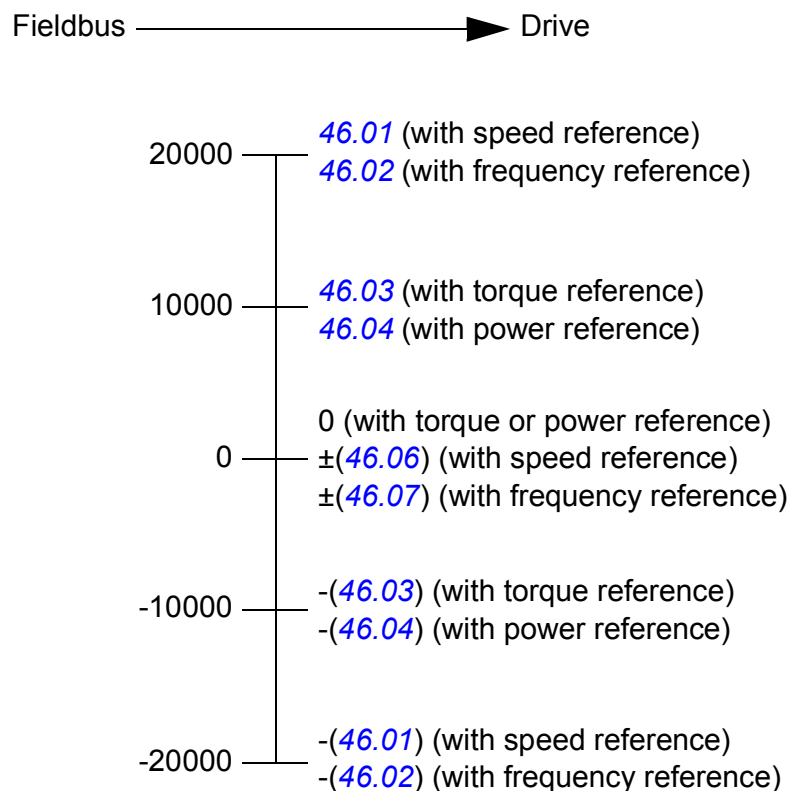 Fieldbus Drive
20000
46.01 (with speed reference)
46.02 (with frequency reference)
10000
46.03 (with torque reference)
46.04 (with power reference)
0 (with torque or power reference)
0
±(46.06) (with speed reference)
±(46.07) (with frequency reference)
-10000
-(46.03) (with torque reference)
-(46.04) (with power reference)
-20000
-(46.01) (with speed reference)
-(46.02) (with frequency reference)